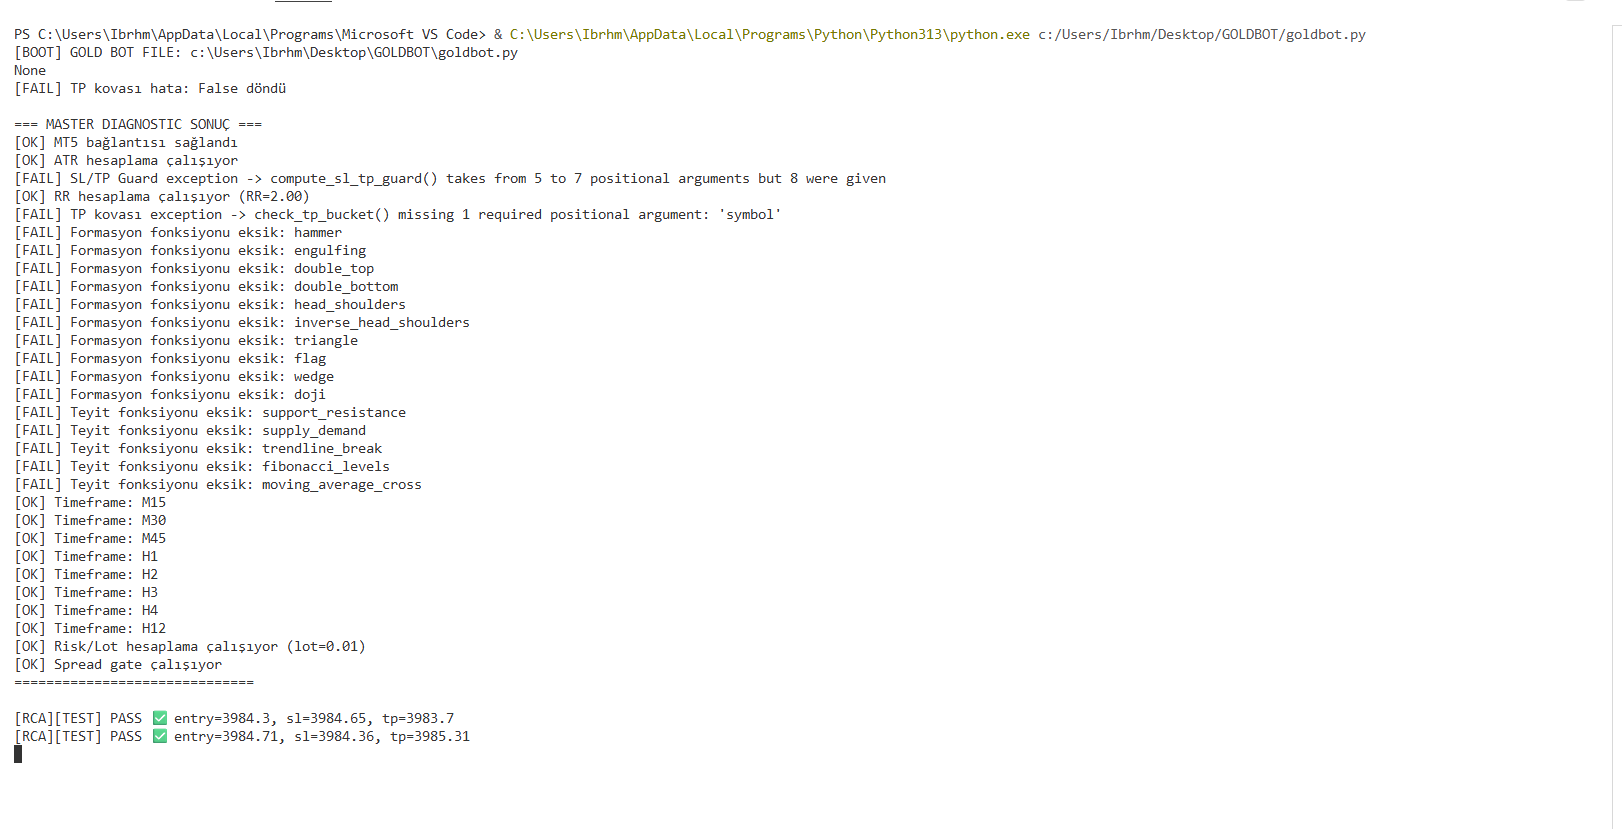 PS C:\Users\Ibrhm\AppData\Local\Programs\Microsoft VS Code> & C:\Users\Ibrhm\AppData\Local\Programs\Python\Python313\python.exe c:/Users/Ibrhm/Desktop/GOLDBOT/goldbot.py
[BOOT] GOLD BOT FILE: c:\Users\Ibrhm\Desktop\GOLDBOT\goldbot.py
None
[FAIL] TP kovası hata: False döndü
=== MASTER DIAGNOSTIC SONUÇ ===
[OK] MT5 bağlantısı sağlandı
[OK] ATR hesaplama çalışıyor
[FAIL] SL/TP Guard exception -> compute_sl_tp_guard() takes from 5 to 7 positional arguments but 8 were given
[OK] RR hesaplama çalışıyor (RR=2.00)
[FAIL] TP kovası exception -> check_tp_bucket() missing 1 required positional argument: 'symbol'
[FAIL] Formasyon fonksiyonu eksik: hammer
[FAIL] Formasyon fonksiyonu eksik: engulfing
[FAIL] Formasyon fonksiyonu eksik: double_top
[FAIL] Formasyon fonksiyonu eksik: double_bottom
[FAIL] Formasyon fonksiyonu eksik: head_shoulders
[FAIL] Formasyon fonksiyonu eksik: inverse_head_shoulders
[FAIL] Formasyon fonksiyonu eksik: triangle
[FAIL] Formasyon fonksiyonu eksik: flag
[FAIL] Formasyon fonksiyonu eksik: wedge
[FAIL] Formasyon fonksiyonu eksik: doji
[FAIL] Teyit fonksiyonu eksik: support_resistance
[FAIL] Teyit fonksiyonu eksik: supply_demand
[FAIL] Teyit fonksiyonu eksik: trendline_break
[FAIL] Teyit fonksiyonu eksik: fibonacci_levels
[FAIL] Teyit fonksiyonu eksik: moving_average_cross
[OK] Timeframe: M15
[OK] Timeframe: M30
[OK] Timeframe: M45
[OK] Timeframe: H1
[OK] Timeframe: H2
[OK] Timeframe: H3
[OK] Timeframe: H4
[OK] Timeframe: H12
[OK] Risk/Lot hesaplama çalışıyor (lot=0.01)
[OK] Spread gate çalışıyor
==============================
[RCA][TEST] PASS ✅ entry=3984.3, sl=3984.65, tp=3983.7
[RCA][TEST] PASS ✅ entry=3984.71, sl=3984.36, tp=3985.31